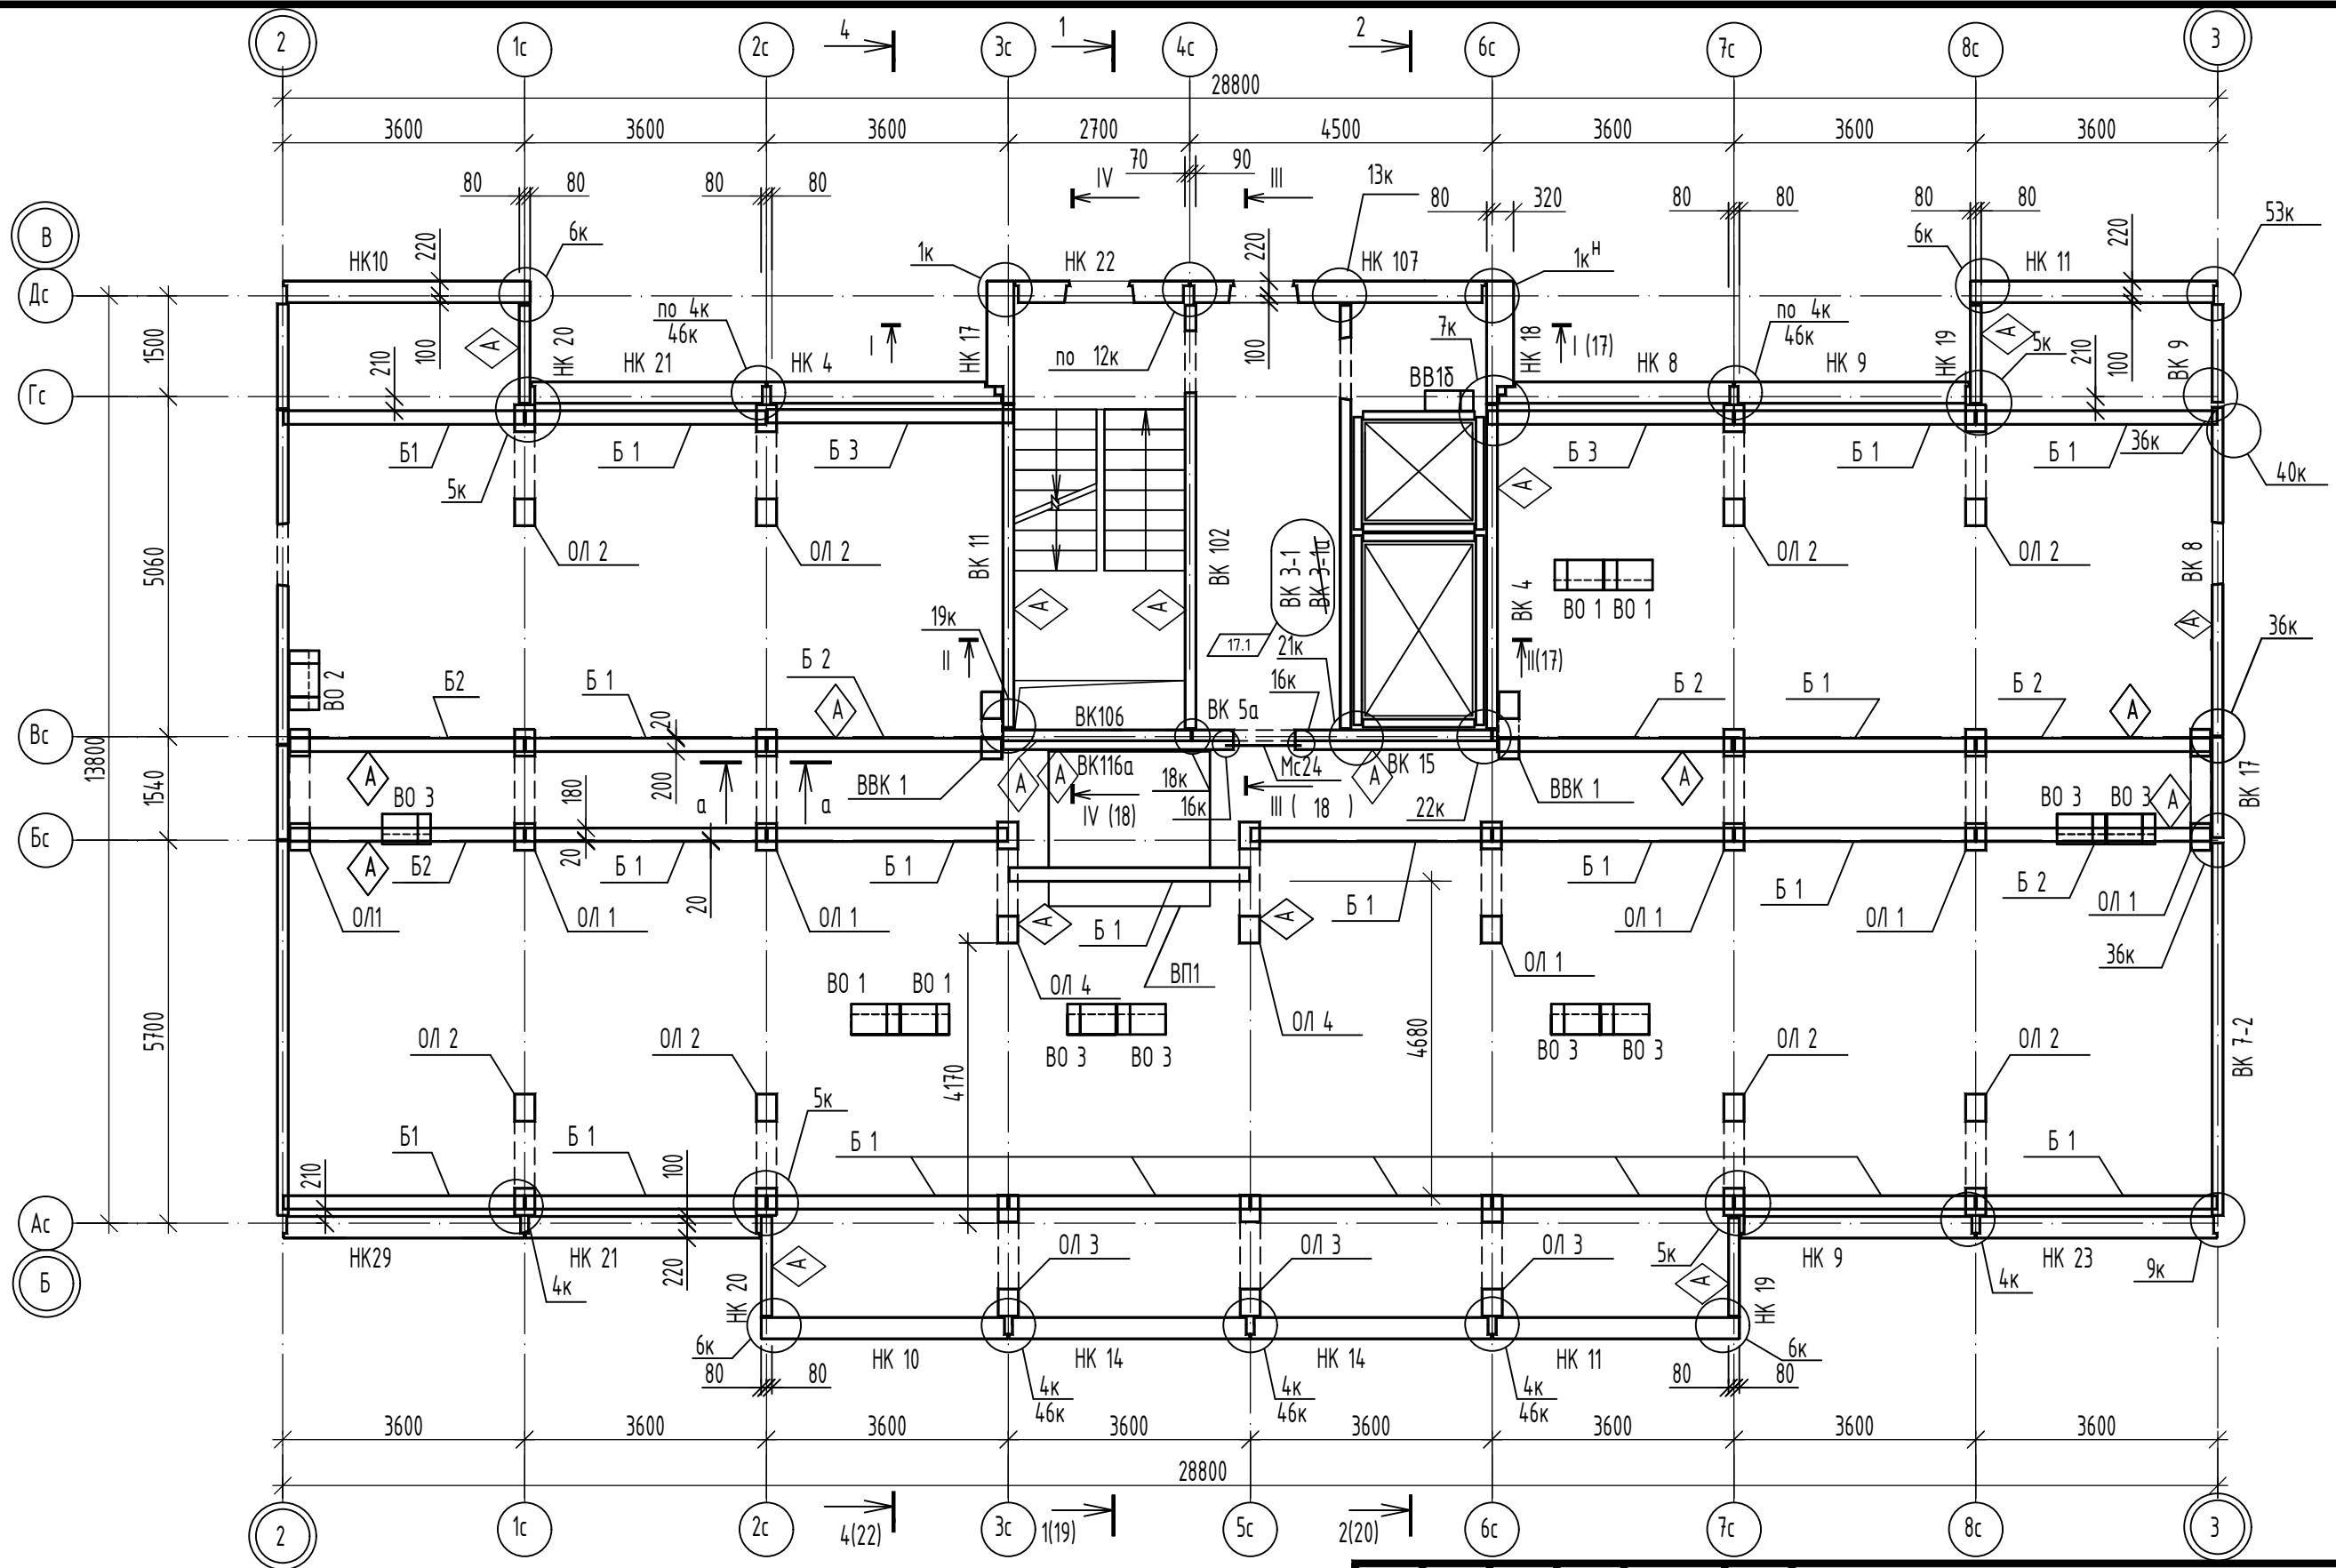 2 1с 2с 4 3с 1 4с 2 6с 7с 8с 3
28800
3600 3600 3600 2700 4500 3600 3600 3600
70 90
80 80 80 80 IV III 13к 80 320 80 80 80 80 53к
В
6к 1к 1кн 6к
НК10 220 НК 22 220 НК 107 НК 11 220
Дс
по 4к
46к
7к
по 4к
46к
1500 210 100 НК 20 НК 21 НК 4 I НК 17 по 12к 100 НК 18 I (17) НК 8 НК 9 НК 19 5к 210 100 ВК 9
А А
Гс
ВВ1δ
Б1 Б 1 Б 3 Б 3 Б 1 Б 1 36к
5к А 40к
5060 ОЛ 2 ОЛ 2 ВК 11 ВК 102 ВК 3-1 ВК 3-1а ОЛ 2 ОЛ 2 ВК 8
ВО 1 ВО 1
А А ВК 4 А
19к 17.1 21к 36к
II II(17)
ВО 2 Б2 Б 1 Б 2 16к Б 2 Б 1 Б 2
А А
20 ВК106 ВК 5а
Вс
13800
А 200 ВК116а Мс24 ВК 15 А
А А А А
1540 ВО 3 180 а а ВВК 1 18к ВВК 1 ВО 3 ВО 3 ВК 17
16к IV (18) III ( 18 ) 22к
Бс
20
А Б2 Б 1 20 Б 1 Б 1 Б 1 Б 1 Б 2
ОЛ1 ОЛ 1 ОЛ 1 А Б 1 А ОЛ 1 ОЛ 1 ОЛ 1
36к
ОЛ 1
ВП1
ВО 1 ВО 1 ОЛ 4
ОЛ 4
5700 ОЛ 2 ОЛ 2 ВО 3 ВО 3 4680 ВО 3 ВО 3 ОЛ 2 ОЛ 2 ВК 7-2
4170
5к
Б1 Б 1 Б 1 Б 1
210 100
Ас
НК29 НК 21 220 А ОЛ 3 ОЛ 3 ОЛ 3 5к НК 9 НК 23 9к
Б
4к НК 20 А НК 19 4к
6к НК 10 НК 14 НК 14 НК 11 6к
80 80 4к
46к
4к
46к
4к
46к
80 80
3600 3600 3600 3600 3600 3600 3600 3600
28800
2 1с 2с 4(22) 3с 1(19) 5с 2(20) 6с 7с 8с 3